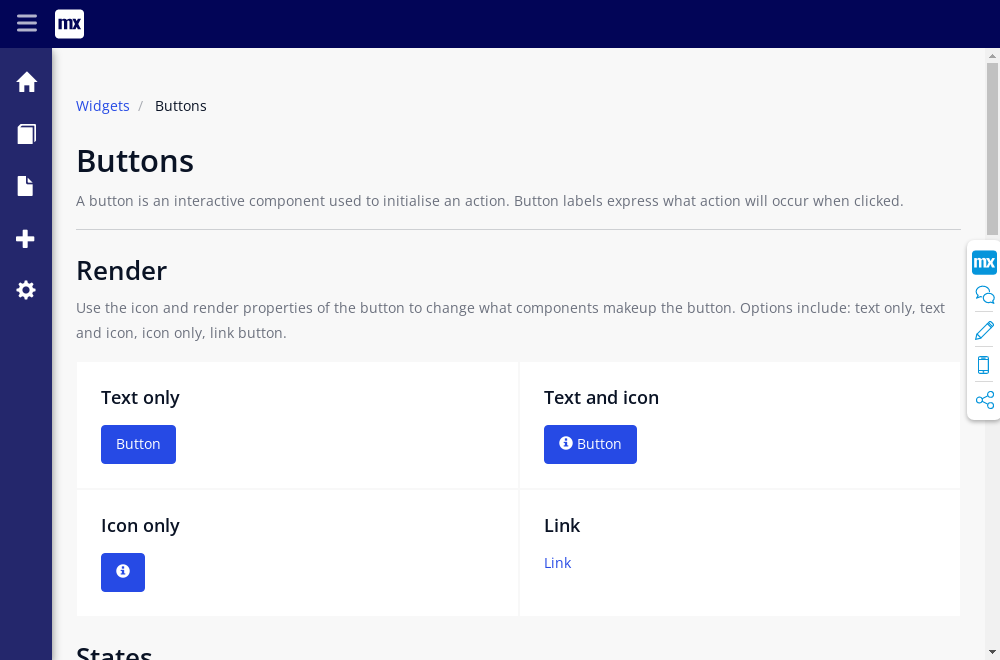 mx
Widgets / Buttons
Buttons
A button is an interactive component used to initialise an action. Button labels express what action will occur when clicked.
Render
Use the icon and render properties of the button to change what components makeup the button. Options include: text only, text
and icon, icon only, link button.
mx
Text only
Text and icon
Button
Button
Icon only
Link
Link
States